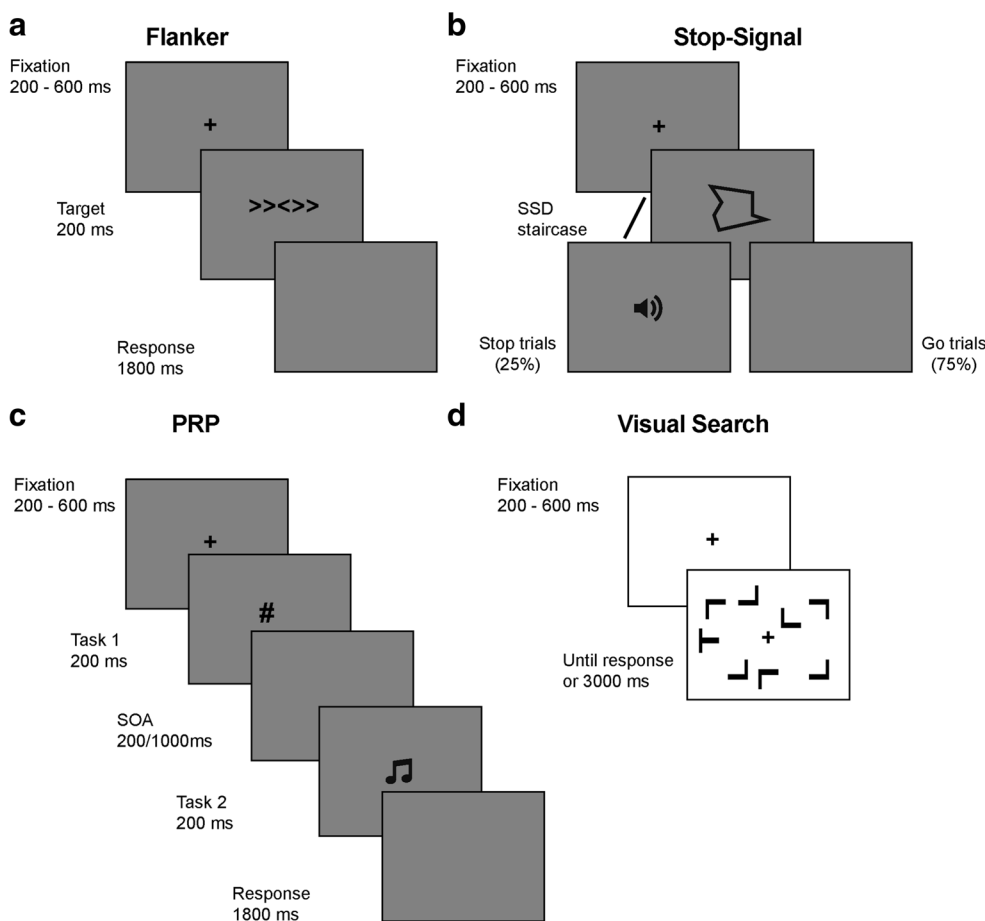 a
Flanker
Fixation
200 - 600 ms
+
>><>>
Target
200 ms
Response
1800 ms
b
Stop-Signal
Fixation
200 - 600 ms
+
SSD
staircase
Stop trials
(25%)
Go trials
(75%)
c
PRP
Fixation
200 - 600 ms
+
#
Task 1
200 ms
SOA
200/1000ms
Task 2
200 ms
Response
1800 ms
d
Visual Search
Fixation
200 - 600 ms
+
+
Until response
or 3000 ms